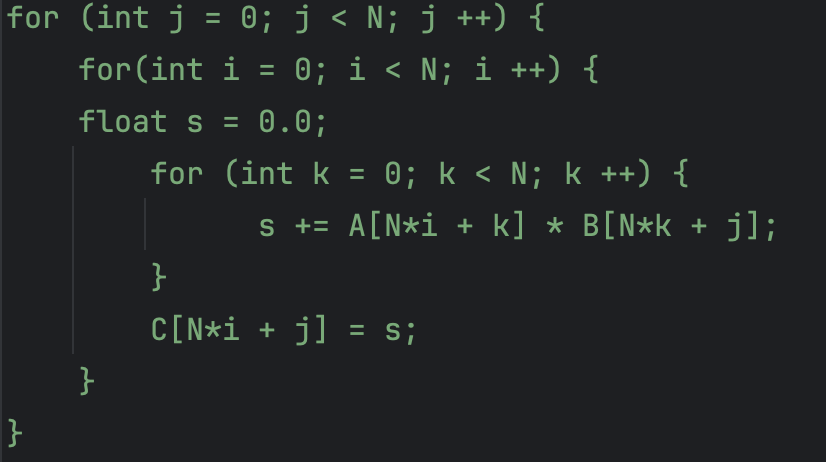 for (int j = 0; j < N; j ++) {
    for(int i = 0; i < N; i ++) {
    float s = 0.0;
        for (int k = 0; k < N; k ++) {
              s += A[N*i + k] * B[N*k + j];
        }
        C[N*i + j] = s;
    }
}